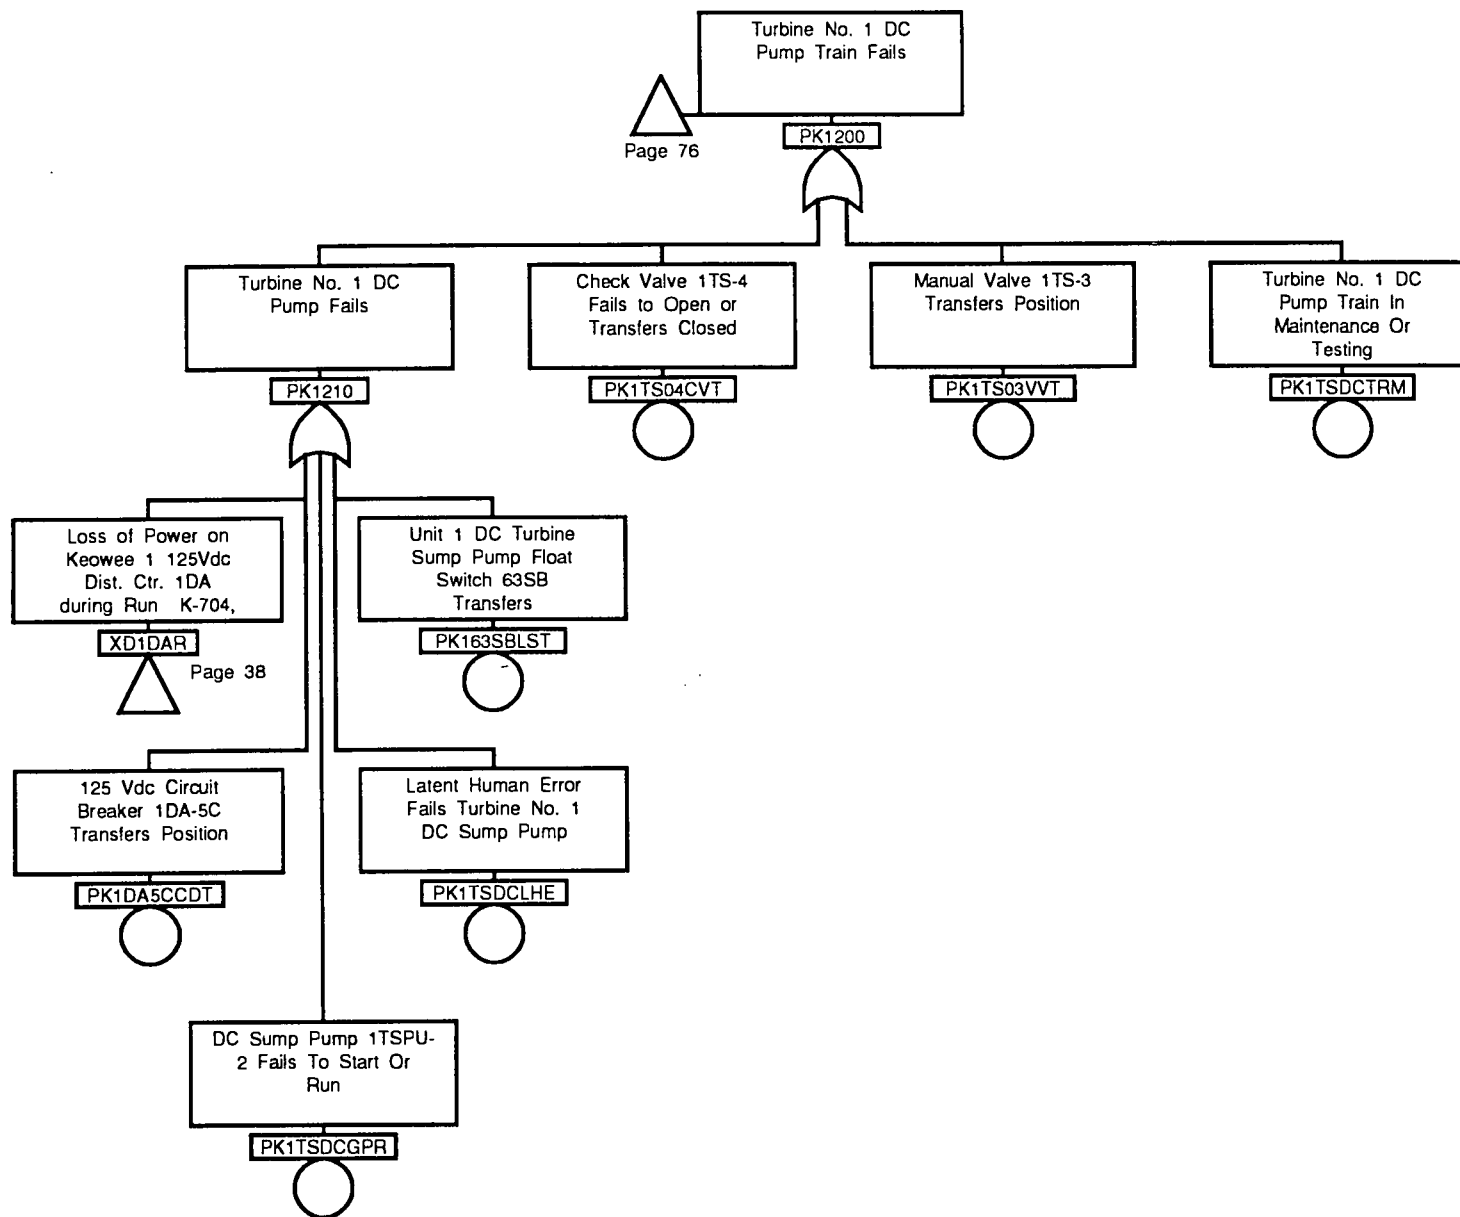 Turbine No. 1 DC
Pump Train Fails
Page 76
PK1200
Turbine No. 1 DC
Pump Fails
PK1210
Check Valve 1TS-4
Fails to Open or
Transfers Closed
PK1TS04CVT
Manual Valve 1TS-3
Transfers Position
PK1TS03VVT
Turbine No. 1 DC
Pump Train In
Maintenance Or
Testing
PK1TSDCTRM
Loss of Power on
Keowee 1 125Vdc
Dist. Ctr. 1DA
during Run K-704,
XD1DAR
Page 38
Unit 1 DC Turbine
Sump Pump Float
Switch 63SB
Transfers
PK163SBLST
125 Vdc Circuit
Breaker 1DA-5C
Transfers Position
PK1DA5CCDT
Latent Human Error
Fails Turbine No. 1
DC Sump Pump
PK1TSDCLHE
DC Sump Pump 1TSPU-
2 Fails To Start Or
Run
PK1TSDCGPR